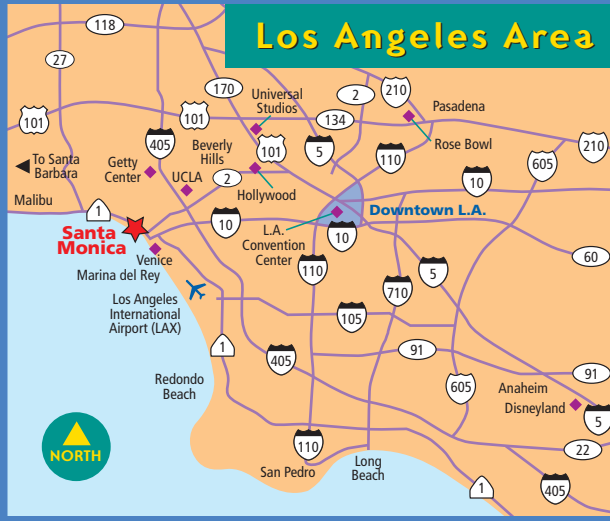 Los Angeles Area
118
27
170
Universal
Studios
2
210
Pasadena
101
101
134
Rose Bowl
405
Beverly
Hills
101
5
110
605
210
To Santa
Barbara
Getty
Center
UCLA
2
Hollywood
10
Malibu
1
Santa
Monica
10
L.A.
Convention
Center
10
Downtown L.A.
Venice
Marina del Rey
60
110
5
710
Los Angeles
International
Airport (LAX)
105
1
405
91
91
Redondo
Beach
605
Anaheim
Disneyland
5
NORTH
110
22
San Pedro
Long
Beach
1
405